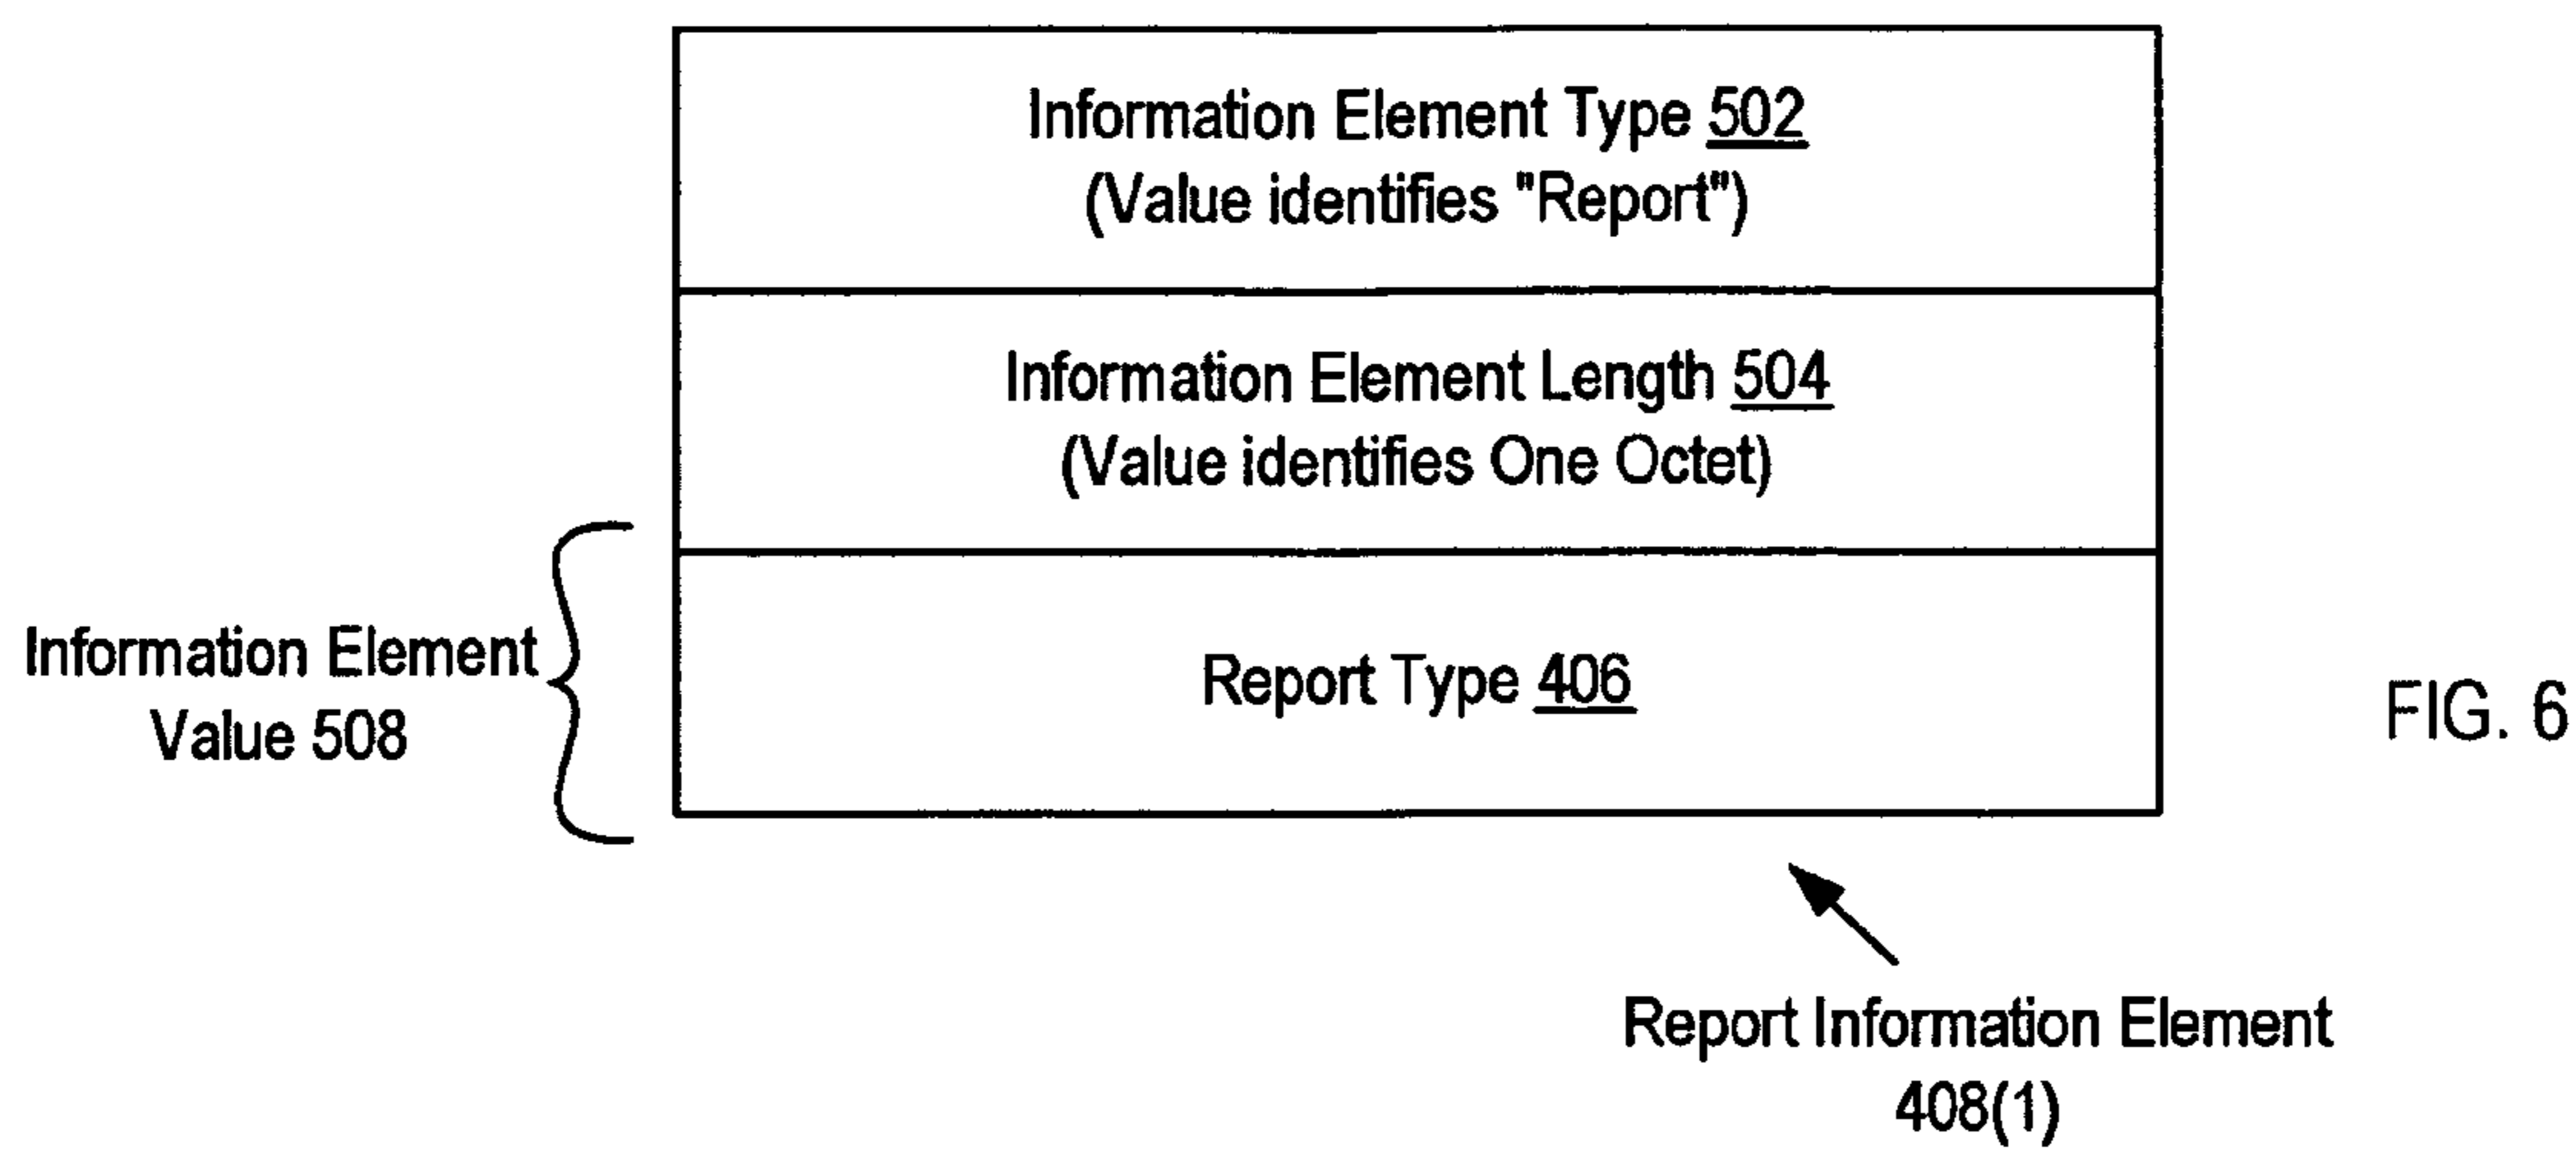 Information Element Type 502
(Value identifies "Report")
Information Element Length 504
(Value identifies One Octet)
Information Element
Value 508
Report Type 406
FIG. 6
Report Information Element
408(1)